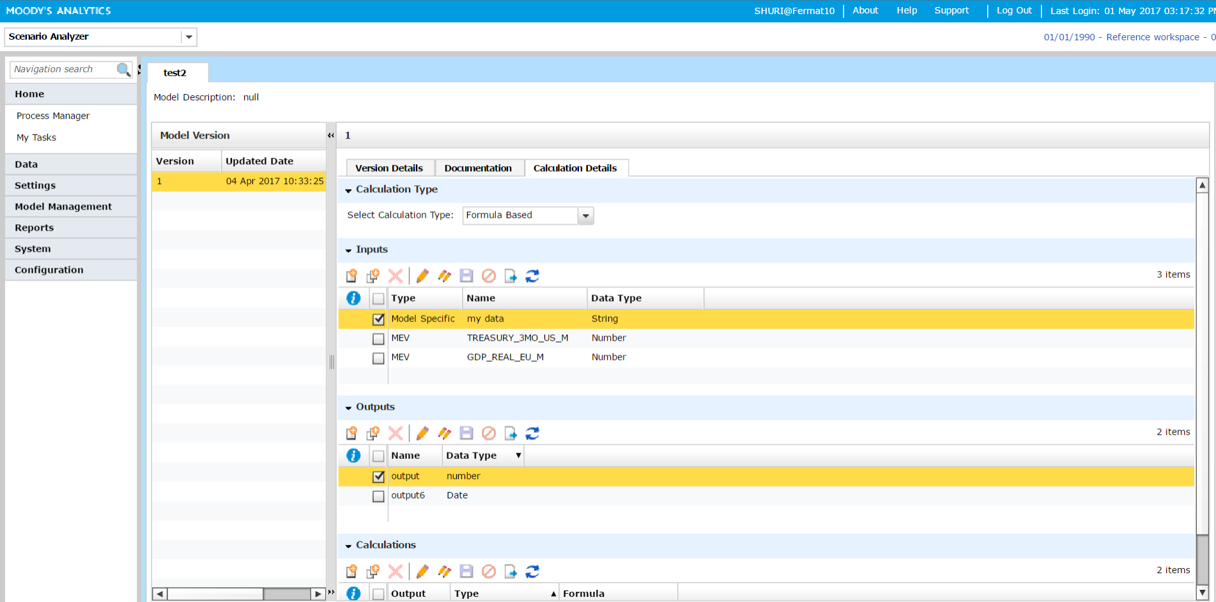 MOODY'S ANALYTICS SHURI@Fermat10 About Help Support Log Out Last Login: 01 May 2017 03:17:32 P
Scenario Analyzer 01/01/1990 - Reference workspace - 0
Navigation search
test2
Home
Model Description: null
Process Manager
My Tasks
Data
Settings
Model Management
Reports
System
Configuration
Model Version
Version Updated Date
1 04 Apr 2017 10:33:25
1
Version Details Documentation Calculation Details
Calculation Type
Select Calculation Type: Formula Based
Inputs
3 items
Type Name Data Type
Model Specific my data String
MEV TREASURY_3MO_US_M Number
MEV GDP_REAL_EU_M Number
Outputs
2 items
Name Data Type
output number
output6 Date
Calculations
2 items
Output Type Formula